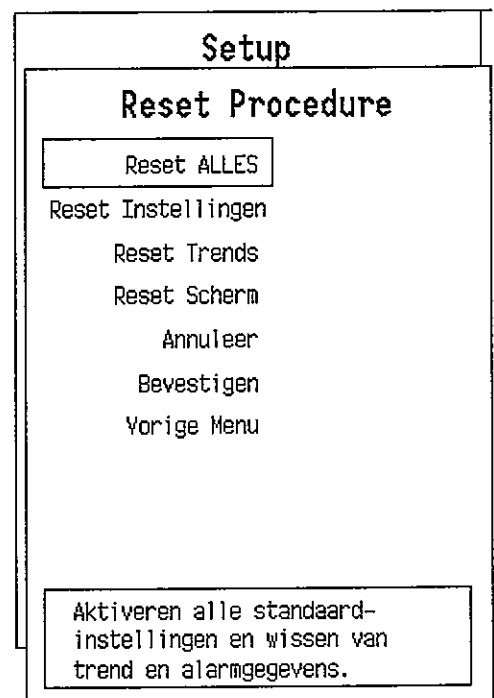 Setup
Reset Procedure
Reset ALLES
Reset Instellingen
Reset Trends
Reset Scherm
Annuleer
Bevestigen
Vorige Menu
Aktiveren alle standaard-
instellingen en wissen van
trend en alarmgegevens.